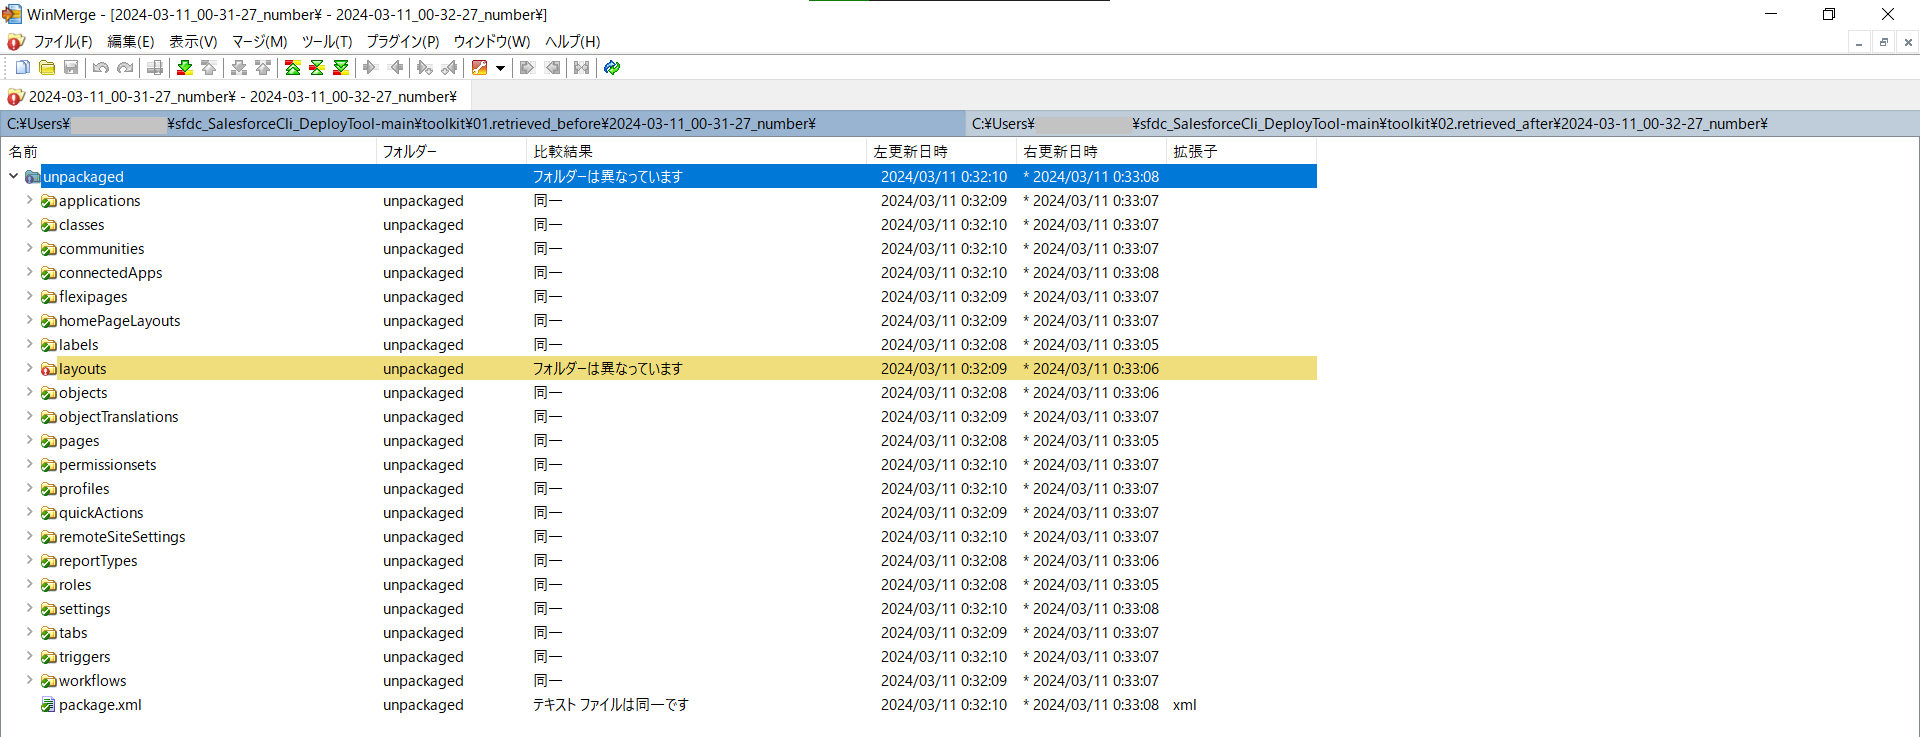 WinMerge - [2024-03-11_00-31-27_number¥ - 2024-03-11_00-32-27_number¥]
ファイル(F) 編集(E) 表示(V) マージ(M) ツール(T) プラグイン(P) ウィンドウ(W) ヘルプ(H)
2024-03-11_00-31-27_number¥ - 2024-03-11_00-32-27_number¥
C:¥Users¥ ¥sfdc_SalesforceCli_DeployTool-main¥toolkit¥01.retrieved_before¥2024-03-11_00-31-27_number¥ C:¥Users¥ ¥sfdc_SalesforceCli_DeployTool-main¥toolkit¥02.retrieved_after¥2024-03-11_00-32-27_number¥
名前 フォルダー 比較結果 左更新日時 右更新日時 拡張子
unpackaged フォルダーは異なっています 2024/03/11 0:32:10 * 2024/03/11 0:33:08
applications unpackaged 同一 2024/03/11 0:32:09 * 2024/03/11 0:33:07
classes unpackaged 同一 2024/03/11 0:32:10 * 2024/03/11 0:33:07
communities unpackaged 同一 2024/03/11 0:32:10 * 2024/03/11 0:33:07
connectedApps unpackaged 同一 2024/03/11 0:32:10 * 2024/03/11 0:33:08
flexipages unpackaged 同一 2024/03/11 0:32:09 * 2024/03/11 0:33:07
homePageLayouts unpackaged 同一 2024/03/11 0:32:09 * 2024/03/11 0:33:07
labels unpackaged 同一 2024/03/11 0:32:08 * 2024/03/11 0:33:05
layouts unpackaged フォルダーは異なっています 2024/03/11 0:32:09 * 2024/03/11 0:33:06
objects unpackaged 同一 2024/03/11 0:32:08 * 2024/03/11 0:33:06
objectTranslations unpackaged 同一 2024/03/11 0:32:09 * 2024/03/11 0:33:07
pages unpackaged 同一 2024/03/11 0:32:08 * 2024/03/11 0:33:05
permissionsets unpackaged 同一 2024/03/11 0:32:10 * 2024/03/11 0:33:07
profiles unpackaged 同一 2024/03/11 0:32:10 * 2024/03/11 0:33:07
quickActions unpackaged 同一 2024/03/11 0:32:09 * 2024/03/11 0:33:07
remoteSiteSettings unpackaged 同一 2024/03/11 0:32:10 * 2024/03/11 0:33:07
reportTypes unpackaged 同一 2024/03/11 0:32:08 * 2024/03/11 0:33:06
roles unpackaged 同一 2024/03/11 0:32:08 * 2024/03/11 0:33:05
settings unpackaged 同一 2024/03/11 0:32:10 * 2024/03/11 0:33:08
tabs unpackaged 同一 2024/03/11 0:32:09 * 2024/03/11 0:33:07
triggers unpackaged 同一 2024/03/11 0:32:10 * 2024/03/11 0:33:07
workflows unpackaged 同一 2024/03/11 0:32:09 * 2024/03/11 0:33:07
package.xml unpackaged テキスト ファイルは同一です 2024/03/11 0:32:10 * 2024/03/11 0:33:08 xml